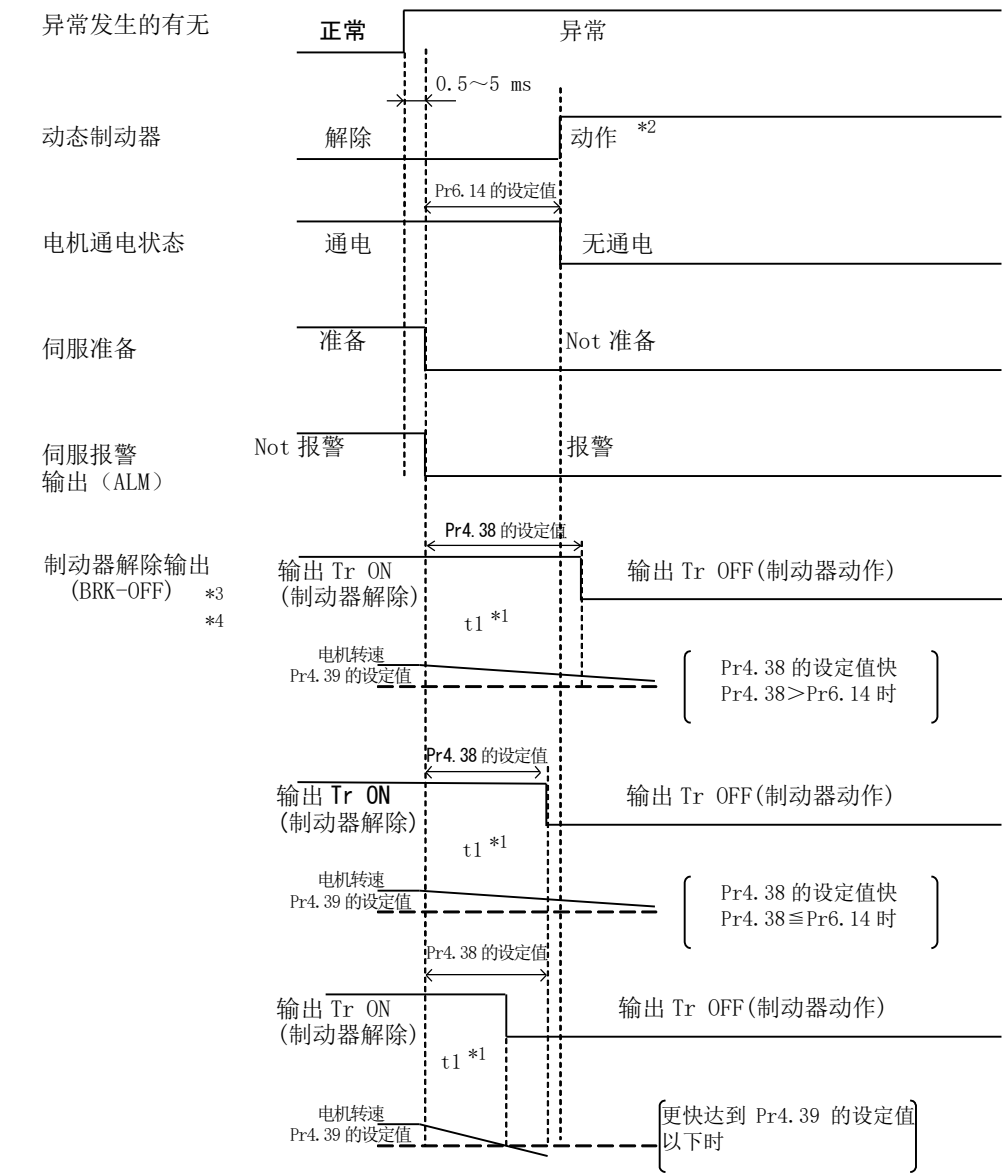 异常发生的有无
正常
异常
0.5～5 ms
动态制动器
解除
动作 *2
Pr6.14 的设定值
电机通电状态
通电
无通电
伺服准备
准备
Not 准备
伺服报警
输出（ALM）
Not 报警
报警
Pr4.38 的设定值
制动器解除输出
(BRK-OFF) *3
*4
输出 Tr ON
(制动器解除)
输出 Tr OFF(制动器动作)
t1 *1
电机转速
Pr4.39 的设定值
Pr4.38 的设定值快
Pr4.38＞Pr6.14 时
Pr4.38 的设定值
输出 Tr ON
(制动器解除)
输出 Tr OFF(制动器动作)
t1 *1
电机转速
Pr4.39 的设定值
Pr4.38 的设定值快
Pr4.38≦Pr6.14 时
Pr4.38 的设定值
输出 Tr ON
(制动器解除)
输出 Tr OFF(制动器动作)
t1 *1
电机转速
Pr4.39 的设定值
更快达到 Pr4.39 的设定值
以下时